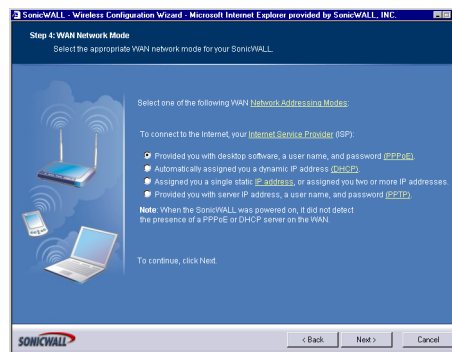 SonicWALL - Wireless Configuration Wizard - Microsoft Internet Explorer provided by SonicWALL, INC.
Step 4: WAN Network Mode
Select the appropriate WAN network mode for your SonicWALL.
Select one of the following WAN Network Addressing Modes:
To connect to the Internet, your Internet Service Provider (ISP):
Provided you with desktop software, a user name, and password (PPPoE).
Automatically assigned you a dynamic IP address (DHCP).
Assigned you a single static IP address, or assigned you two or more IP addresses.
Provided you with server IP address, a user name, and password (PPTP).
Note: When the SonicWALL was powered on, it did not detect
the presence of a PPPoE or DHCP server on the WAN.
To continue, click Next.
SONICWALL
< Back
Next >
Cancel